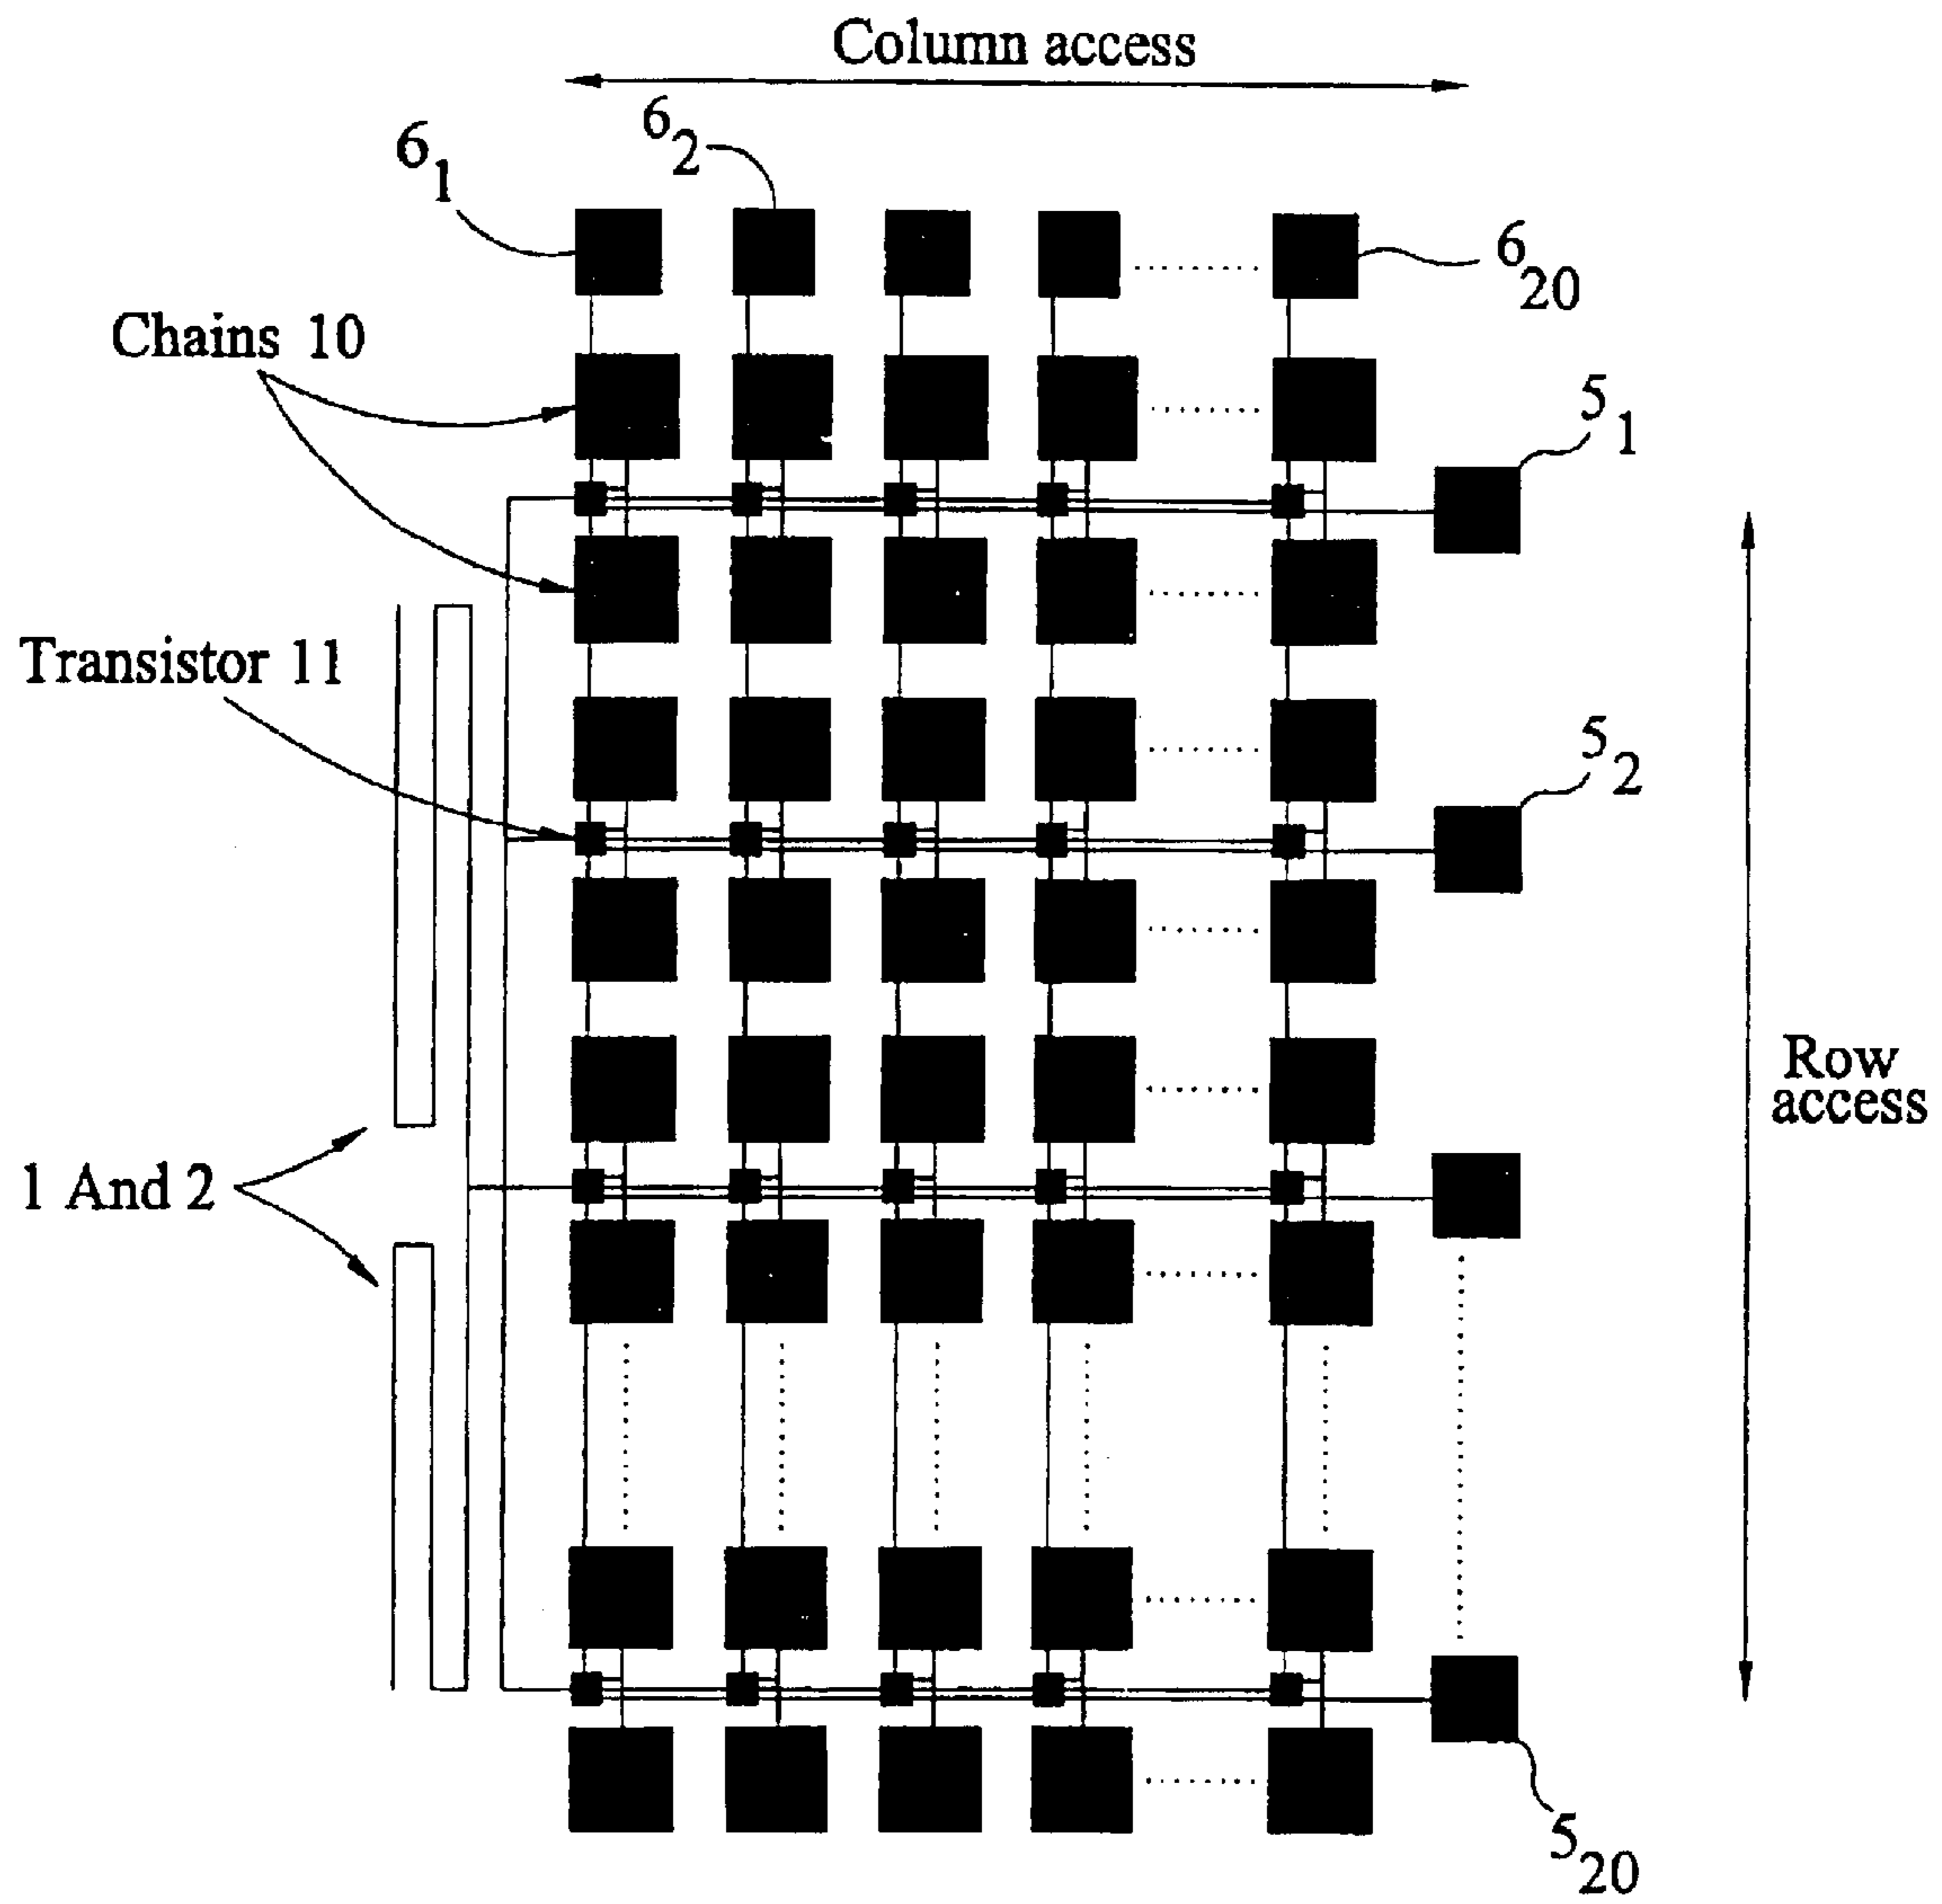 Column access
6 1
6 2
6 20
Chains 10
5 1
Transistor 11
5 2
Row
access
1 And 2
5 20